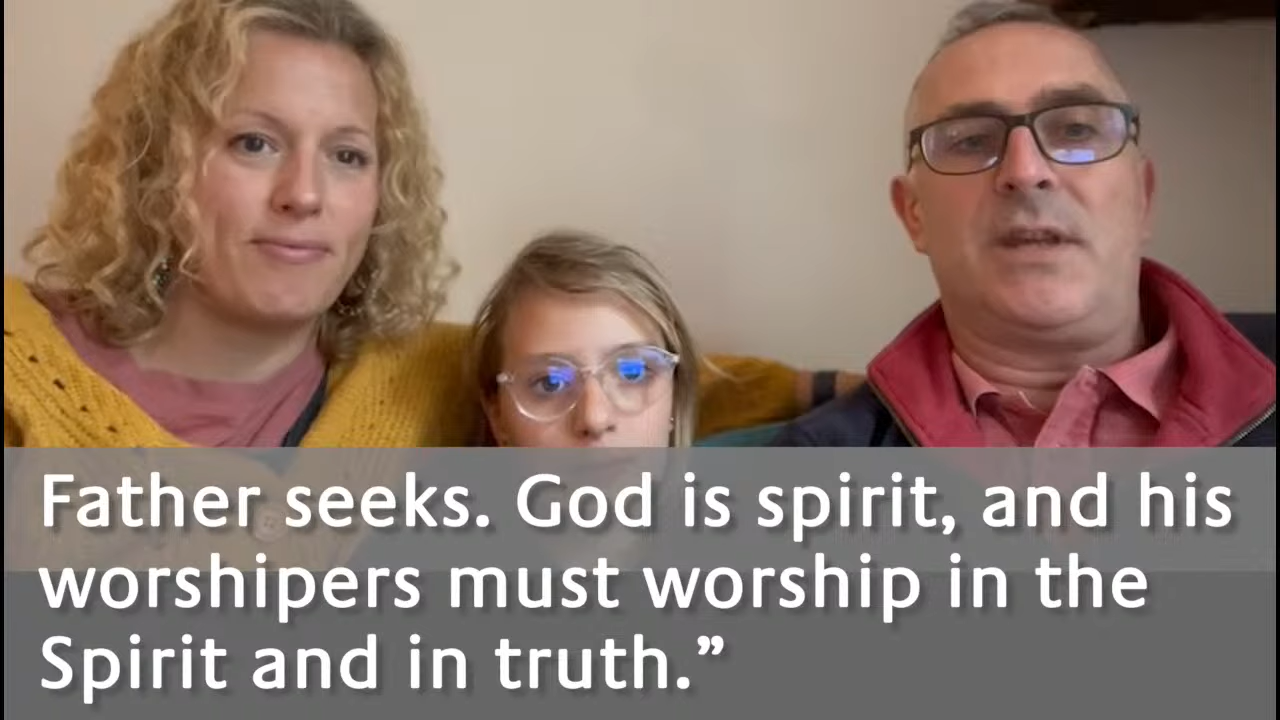 Father seeks. God is spirit, and his
worshipers must worship in the
Spirit and in truth.”